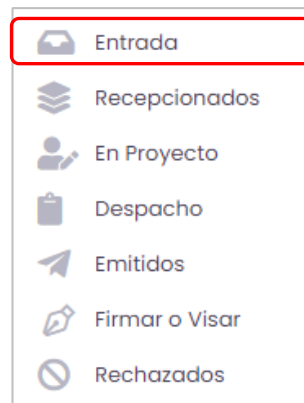 Entrada
Recepcionados
En Proyecto
Despacho
Emitidos
Firmar o Visar
Rechazados